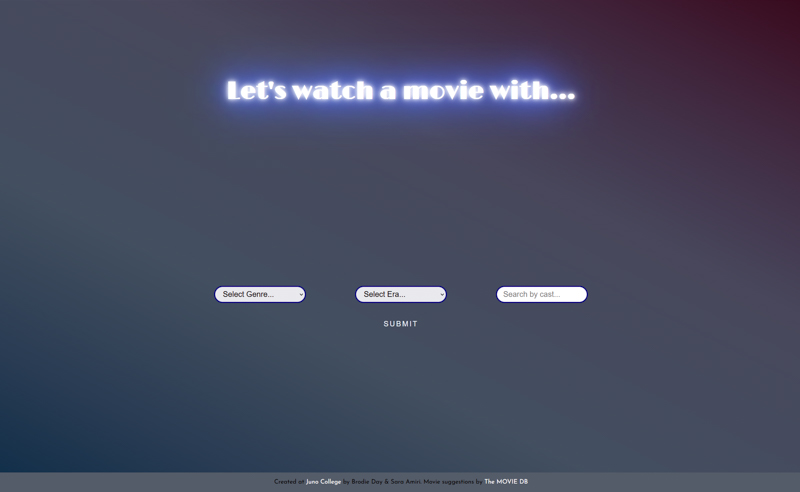 Let's watch a movie with...
Select Genre... Select Era... Search by cast...
SUBMIT
Created at Juno College by Brodie Day & Sara Amiri. Movie suggestions by The MOVIE DB